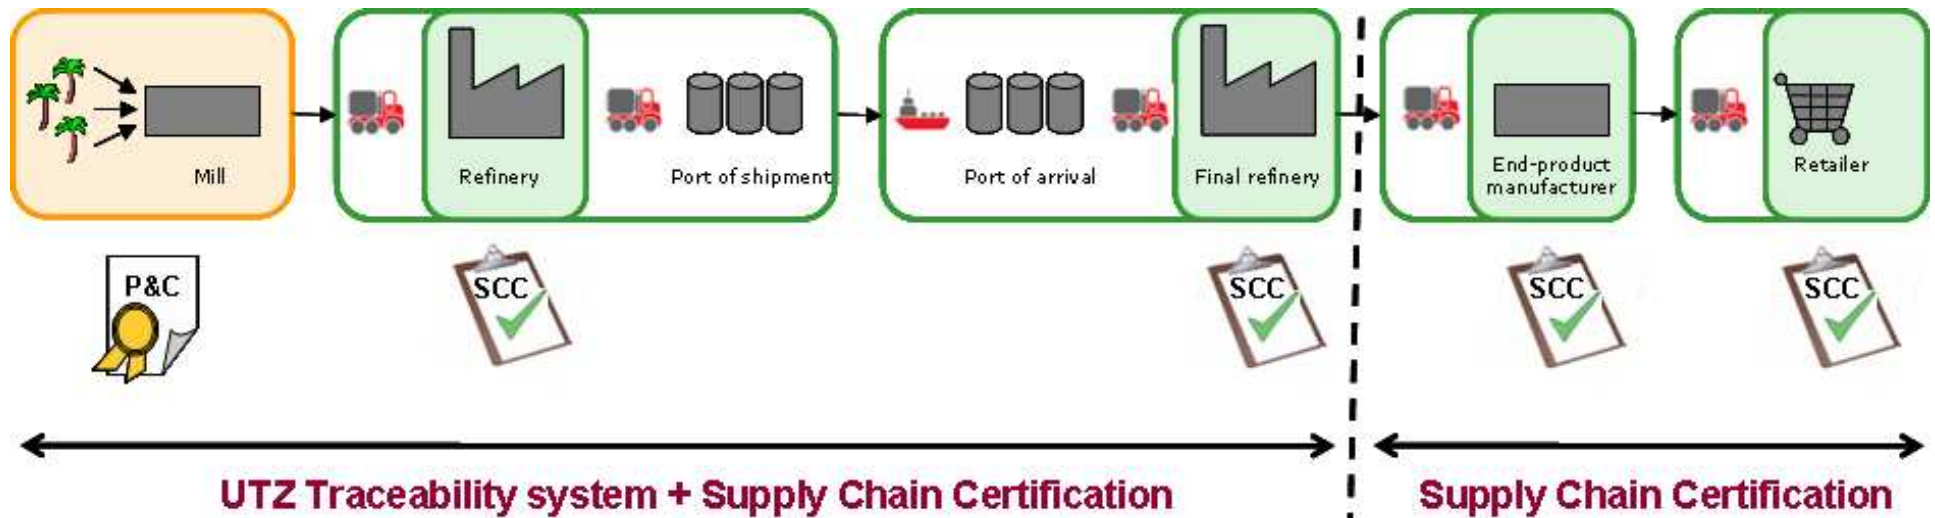 Mill
Refinery
Port of shipment
Port of arrival
Final refinery
End-product
manufacturer
Retailer
P&C
SCC
SCC
SCC
SCC
UTZ Traceability system + Supply Chain Certification
Supply Chain Certification